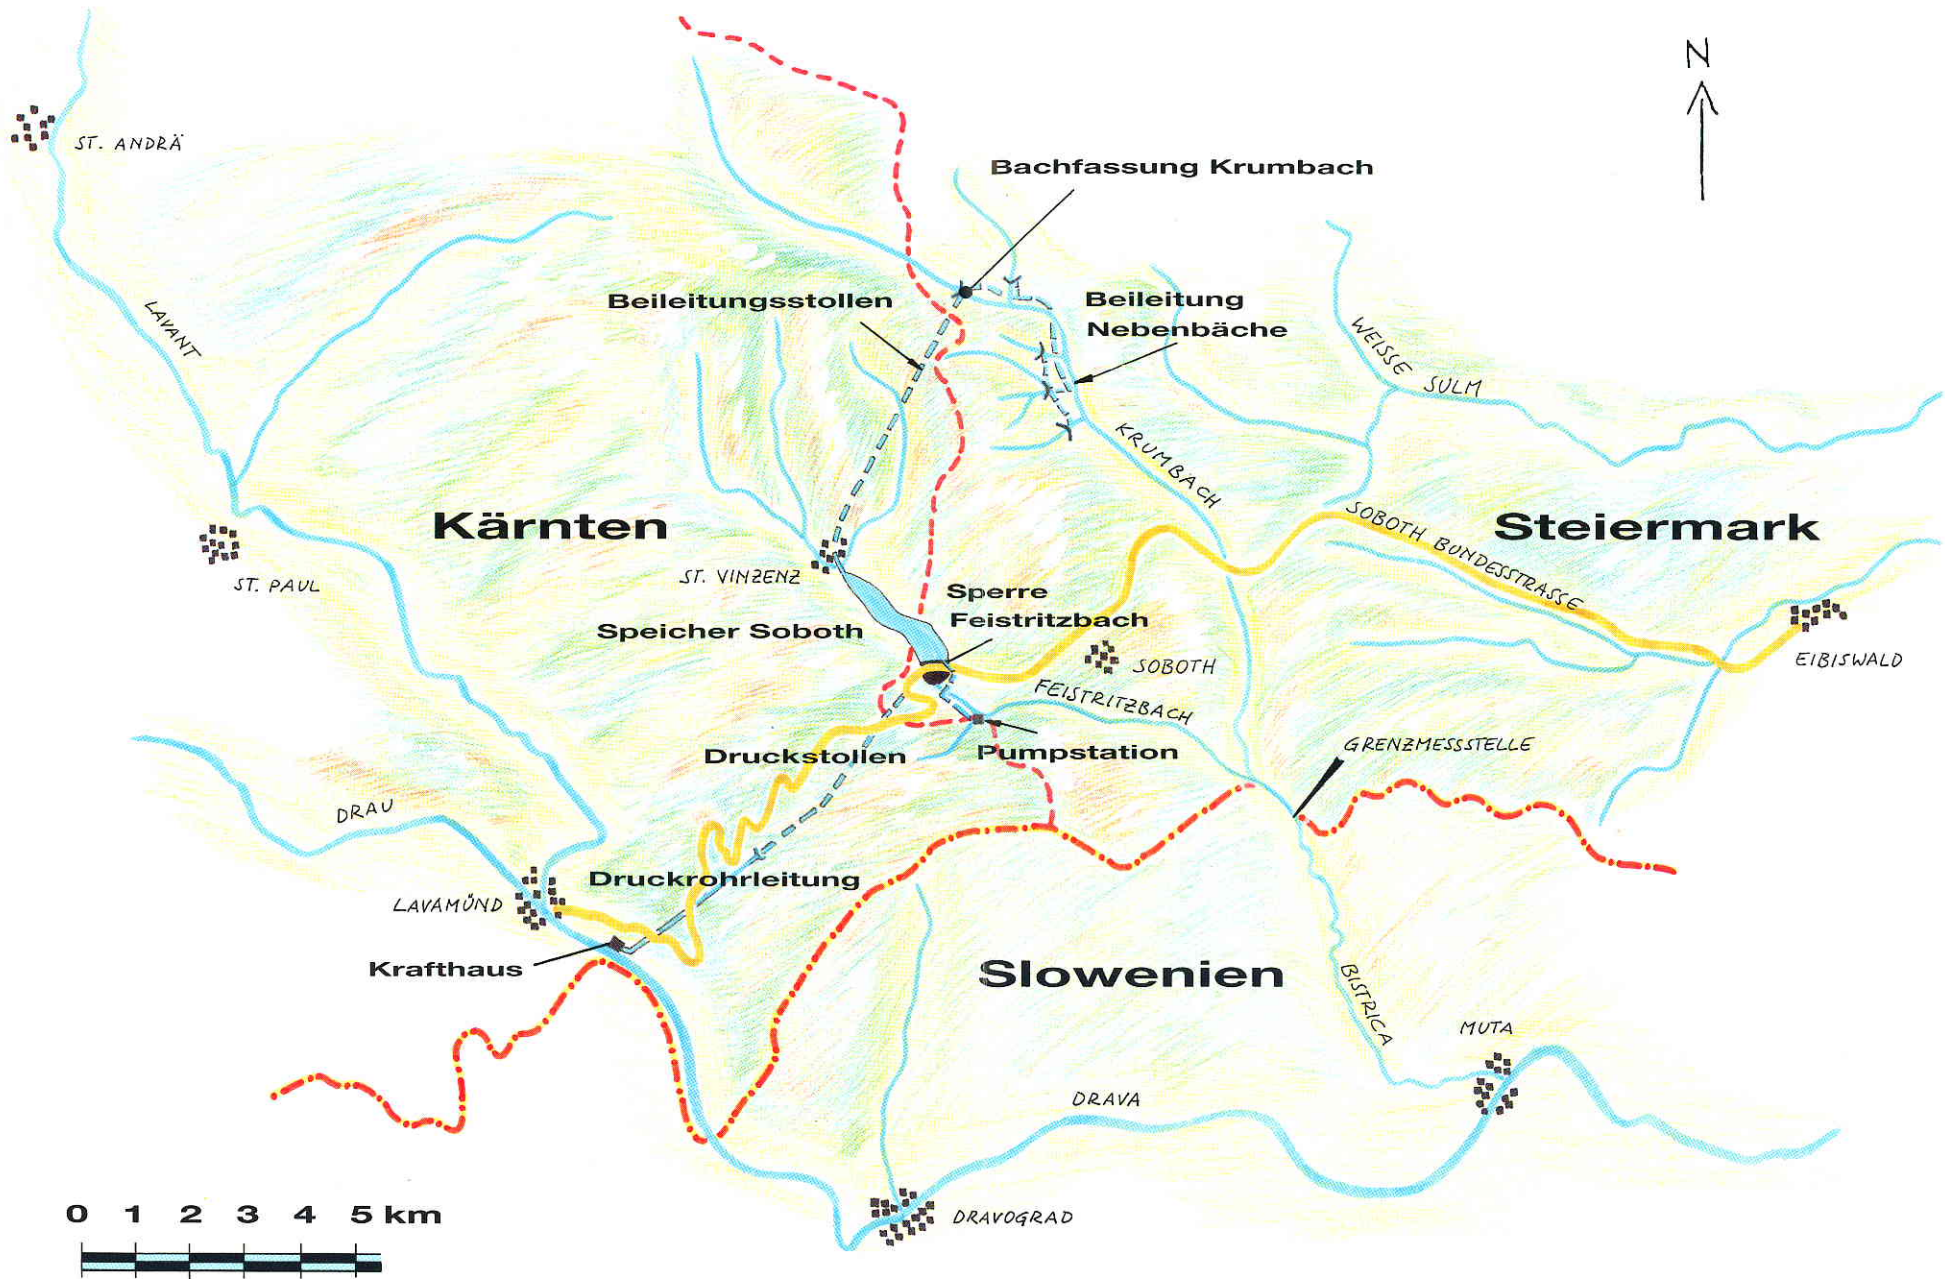 N
ST. ANDRÄ
Bachfassung Krumbach
Beileitungsstollen
Beileitung
Nebenbäche
LAVANT
WEISSE SULM
KRUMBACH
Kärnten
SOBOTH BUNDESSTRASSE
Steiermark
ST. PAUL
ST. VINZENZ
Sperre
Feistritzbach
Speicher Soboth
SOBOTH
EIBISWALD
FEISTRITZBACH
GRENZMESSSTELLE
Druckstollen
Pumpstation
DRAU
Druckrohrleitung
LAVAMÜND
Krafthaus
Slowenien
BISTRICA
MUTA
DRAVA
DRAVOGRAD
0 1 2 3 4 5 km